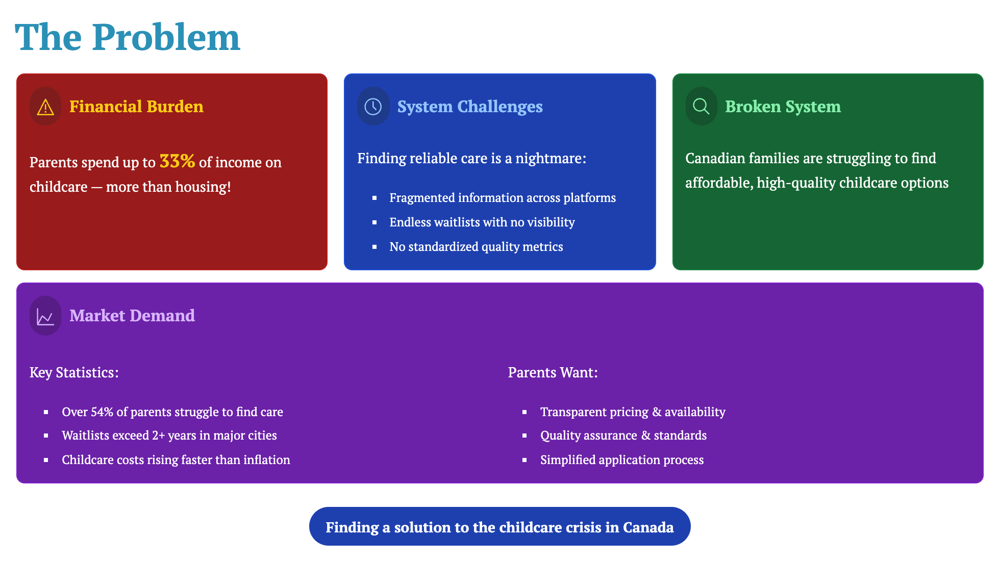 The Problem
Financial Burden
Parents spend up to 33% of income on
childcare — more than housing!
System Challenges
Finding reliable care is a nightmare:
Fragmented information across platforms
Endless waitlists with no visibility
No standardized quality metrics
Broken System
Canadian families are struggling to find
affordable, high-quality childcare options
Market Demand
Key Statistics:
Over 54% of parents struggle to find care
Waitlists exceed 2+ years in major cities
Childcare costs rising faster than inflation
Parents Want:
Transparent pricing & availability
Quality assurance & standards
Simplified application process
Finding a solution to the childcare crisis in Canada